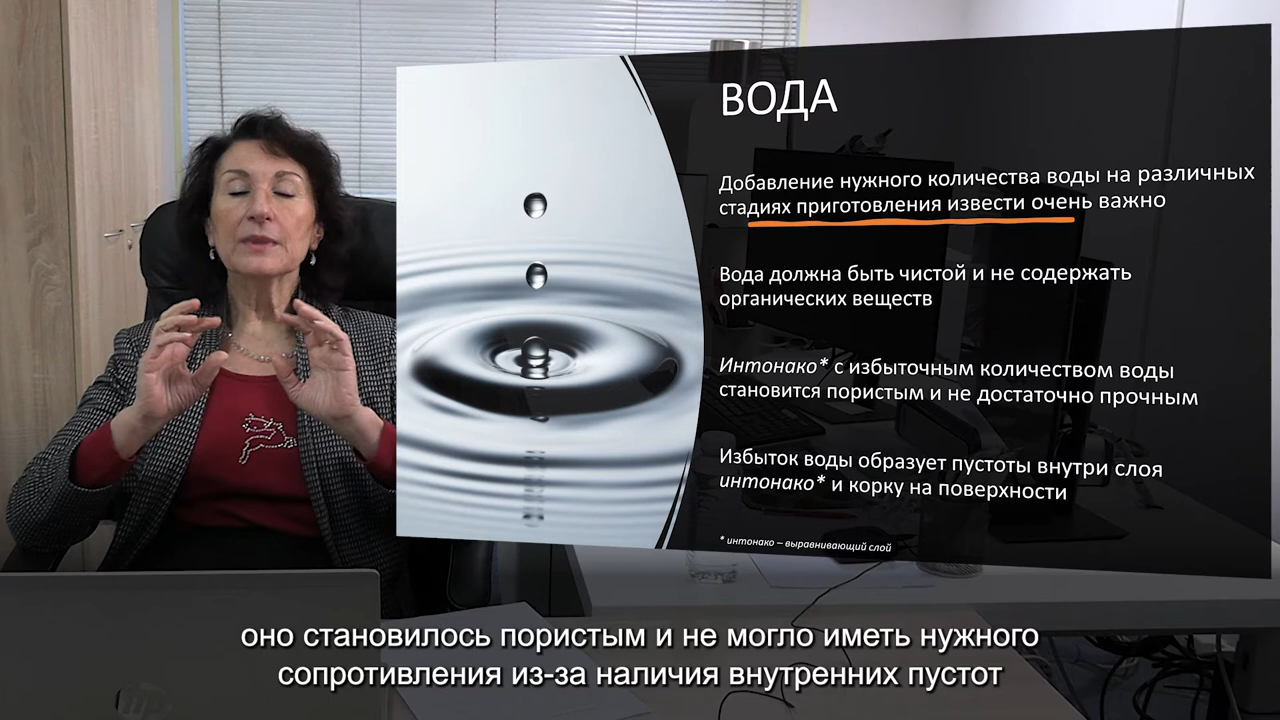 ВОДА
Добавление нужного количества воды на различных
стадиях приготовления извести очень важно
Вода должна быть чистой и не содержать
органических веществ
Интонако* с избыточным количеством воды
становится пористым и не достаточно прочным
Избыток воды образует пустоты внутри слоя
интонако* и корку на поверхности
* интонако – выравнивающий слой
оно становилось пористым и не могло иметь нужного
сопротивления из-за наличия внутренних пустот